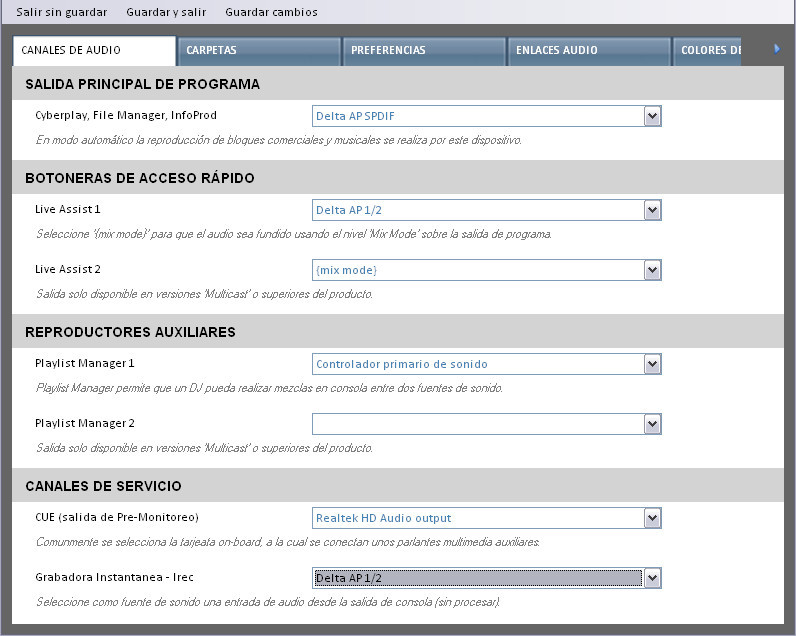 Salir sin guardar Guardar y salir Guardar cambios
CANALES DE AUDIO CARPETAS PREFERENCIAS ENLACES AUDIO COLORES DE
SALIDA PRINCIPAL DE PROGRAMA
Cyberplay, File Manager, InfoProd Delta AP SPDIF
En modo automático la reproducción de bloques comerciales y musicales se realiza por este dispositivo.
BOTONERAS DE ACCESO RÁPIDO
Live Assist 1 Delta AP 1/2
Seleccione '{mix mode}' para que el audio sea fundido usando el nivel 'Mix Mode' sobre la salida de programa.
Live Assist 2 {mix mode}
Salida solo disponible en versiones 'Multicast' o superiores del producto.
REPRODUCTORES AUXILIARES
Playlist Manager 1 Controlador primario de sonido
Playlist Manager permite que un DJ pueda realizar mezclas en consola entre dos fuentes de sonido.
Playlist Manager 2
Salida solo disponible en versiones 'Multicast' o superiores del producto.
CANALES DE SERVICIO
CUE (salida de Pre-Monitoreo) Realtek HD Audio output
Comunmente se selecciona la tarjeata on-board, a la cual se conectan unos parlantes multimedia auxiliares.
Grabadora Instantanea - Irec Delta AP 1/2
Seleccione como fuente de sonido una entrada de audio desde la salida de consola (sin procesar).